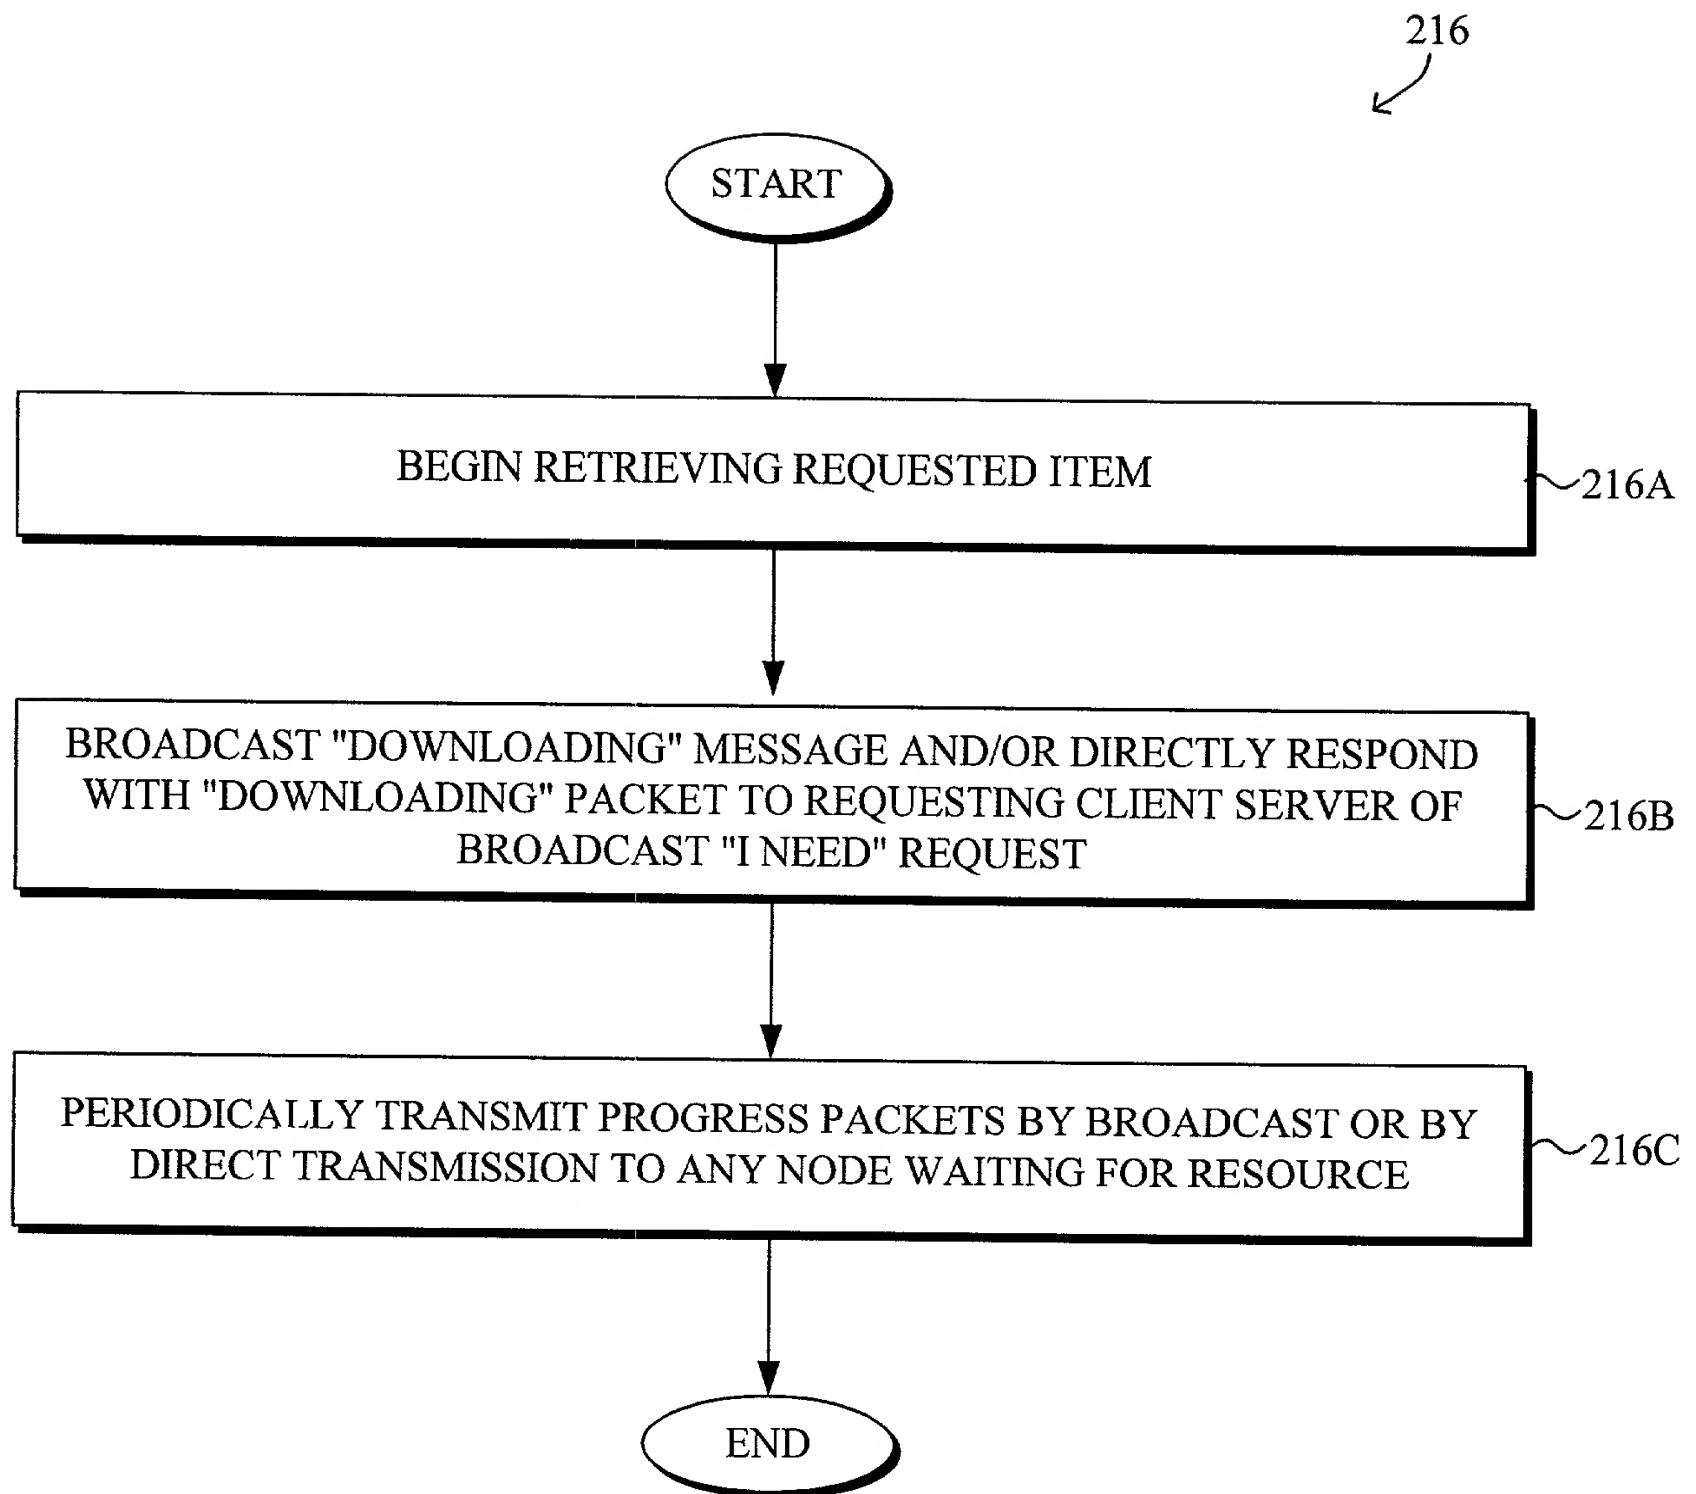 216
START
BEGIN RETRIEVING REQUESTED ITEM
216A
BROADCAST "DOWNLOADING" MESSAGE AND/OR DIRECTLY RESPOND
WITH "DOWNLOADING" PACKET TO REQUESTING CLIENT SERVER OF
BROADCAST "I NEED" REQUEST
216B
PERIODICALLY TRANSMIT PROGRESS PACKETS BY BROADCAST OR BY
DIRECT TRANSMISSION TO ANY NODE WAITING FOR RESOURCE
216C
END